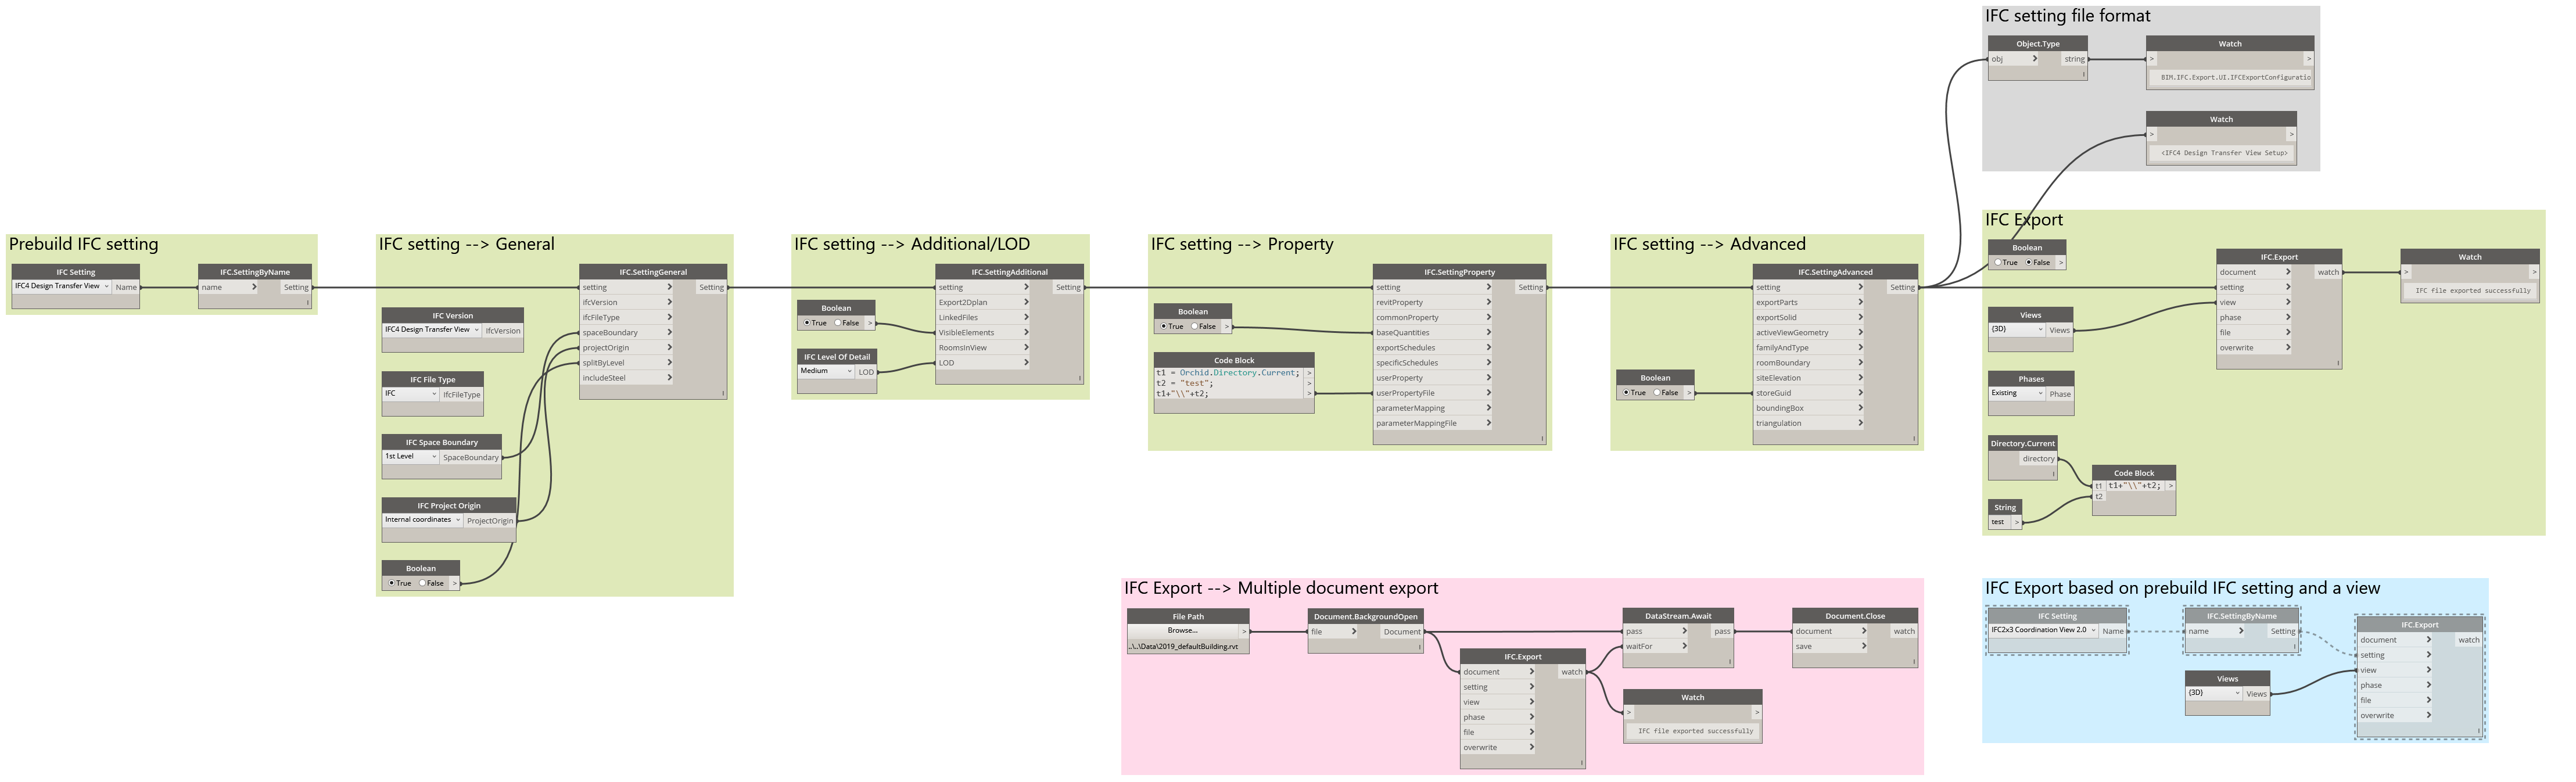 IFC setting file format
Object.Type
obj
string
Watch
>
>
BIM.IFC.Export.UI.IFCExportConfiguratio
Watch
>
>
<IFC4 Design Transfer View Setup>
Prebuild IFC setting
IFC Setting
IFC4 Design Transfer View
Name
IFC.SettingByName
name
Setting
IFC setting --> General
IFC.SettingGeneral
setting
Setting
ifcVersion
ifcFileType
spaceBoundary
projectOrigin
splitByLevel
includeSteel
IFC Version
IFC4 Design Transfer View
IfcVersion
IFC File Type
IFC
IfcFileType
IFC Space Boundary
1st Level
SpaceBoundary
IFC Project Origin
Internal coordinates
ProjectOrigin
Boolean
True False >
IFC setting --> Additional/LOD
Boolean
True False >
IFC Level Of Detail
Medium
LOD
IFC.SettingAdditional
setting
Setting
Export2Dplan
LinkedFiles
VisibleElements
RoomsInView
LOD
IFC setting --> Property
Boolean
True False >
Code Block
t1 = Orchid.Directory.Current; >
t2 = "test"; >
t1+"\\"+t2; >
IFC.SettingProperty
setting
Setting
revitProperty
commonProperty
baseQuantities
exportSchedules
specificSchedules
userProperty
userPropertyFile
parameterMapping
parameterMappingFile
IFC setting --> Advanced
Boolean
True False >
IFC.SettingAdvanced
setting
Setting
exportParts
exportSolid
activeViewGeometry
familyAndType
roomBoundary
siteElevation
storeGuid
boundingBox
triangulation
IFC Export
Boolean
True False >
Views
{3D}
Views
Phases
Existing
Phase
Directory.Current
directory
String
test >
Code Block
t1 t1+"\\"+t2; >
t2
IFC.Export
document
watch
setting
view
phase
file
overwrite
Watch
>
>
IFC file exported successfully
IFC Export --> Multiple document export
File Path
Browse... >
..\..\Data\2019_defaultBuilding.rvt
Document.BackgroundOpen
file
Document
IFC.Export
document
watch
setting
view
phase
file
overwrite
DataStream.Await
pass
pass
waitFor
Watch
>
>
IFC file exported successfully
Document.Close
document
watch
save
IFC Export based on prebuild IFC setting and a view
IFC Setting
IFC2x3 Coordination View 2.0
Name
IFC.SettingByName
name
Setting
Views
{3D}
Views
IFC.Export
document
watch
setting
view
phase
file
overwrite